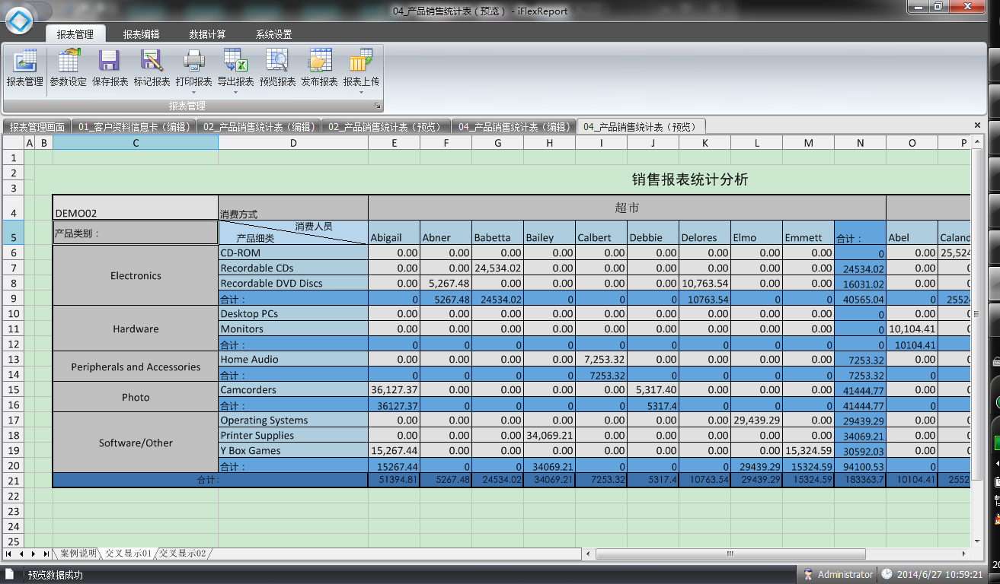 04_产品销售统计表（预览） - iFlexReport
报表管理 报表编辑 数据计算 系统设置
报表管理 参数设定 保存报表 标记报表 打印报表 导出报表 预览报表 发布报表 报表上传
报表管理
报表管理画面 01_客户资料信息卡（编辑） 02_产品销售统计表（编辑） 02_产品销售统计表（预览） 04_产品销售统计表（编辑） 04_产品销售统计表（预览）
A B C D E F G H I J K L M N O P
1
2
销售报表统计分析
3
4 DEMO02 消费方式 超市
5 产品类别： 消费人员 产品细类 Abigail Abner Babetta Bailey Calbert Debbie Delores Elmo Emmett 合计： Abel Caland
6 CD-ROM 0.00 0.00 0.00 0.00 0.00 0.00 0.00 0.00 0.00 0 0.00 25,524
7 Electronics Recordable CDs 0.00 0.00 24,534.02 0.00 0.00 0.00 0.00 0.00 0.00 24534.02 0.00
8 Recordable DVD Discs 0.00 5,267.48 0.00 0.00 0.00 0.00 10,763.54 0.00 0.00 16031.02 0.00
9 合计： 0 5267.48 24534.02 0 0 0 10763.54 0 0 40565.04 0 2552
10 Desktop PCs 0.00 0.00 0.00 0.00 0.00 0.00 0.00 0.00 0.00 0 0.00
11 Hardware Monitors 0.00 0.00 0.00 0.00 0.00 0.00 0.00 0.00 0.00 0 10,104.41
12 合计： 0 0 0 0 0 0 0 0 0 0 10104.41
13 Peripherals and Accessories Home Audio 0.00 0.00 0.00 0.00 7,253.32 0.00 0.00 0.00 0.00 7253.32 0.00
14 合计： 0 0 0 0 7253.32 0 0 0 0 7253.32 0
15 Photo Camcorders 36,127.37 0.00 0.00 0.00 0.00 5,317.40 0.00 0.00 0.00 41444.77 0.00
16 合计： 36127.37 0 0 0 0 5317.4 0 0 0 41444.77 0
17 Operating Systems 0.00 0.00 0.00 0.00 0.00 0.00 0.00 29,439.29 0.00 29439.29 0.00
18 Software/Other Printer Supplies 0.00 0.00 0.00 34,069.21 0.00 0.00 0.00 0.00 0.00 34069.21 0.00
19 Y Box Games 15,267.44 0.00 0.00 0.00 0.00 0.00 0.00 0.00 15,324.59 30592.03 0.00
20 合计： 15267.44 0 0 34069.21 0 0 0 29439.29 15324.59 94100.53 0
21 合计： 51394.81 5267.48 24534.02 34069.21 7253.32 5317.4 10763.54 29439.29 15324.59 183363.7 10104.41 2552
22
23
24
25
案例说明 交叉显示01 交叉显示02
预览数据成功 Administrator 2014/6/27 10:59:21